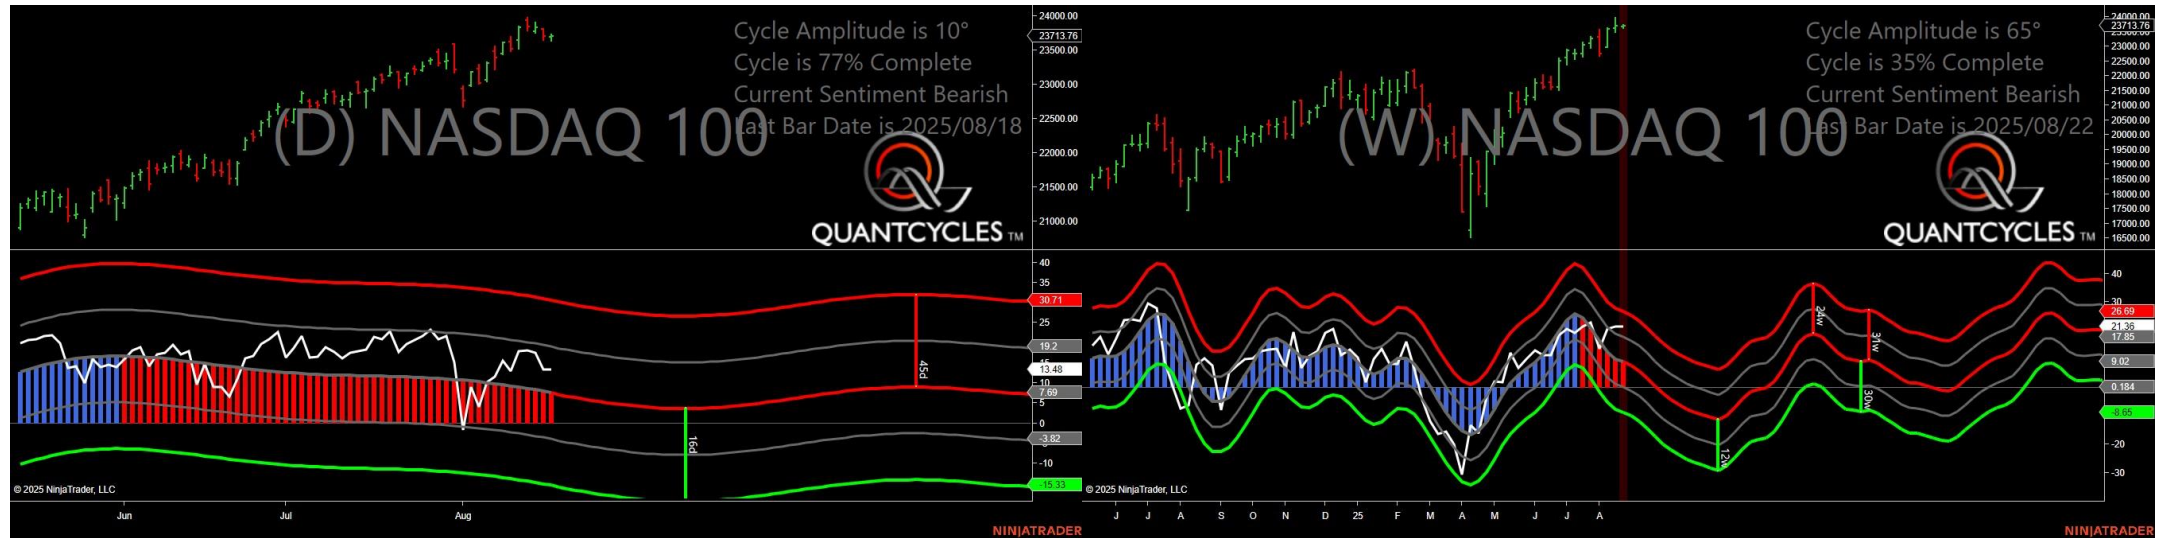 Cycle Amplitude is 10°
Cycle is 77% Complete
Current Sentiment Bearish
Last Bar Date is 2025/08/18
(D) NASDAQ 100
QUANTCYCLES TM
24000.00
23713.76
23500.00
23000.00
22500.00
22000.00
21500.00
21000.00
40
35
30.71
25
19.2
15
13.48
10
7.69
5
0
-3.82
-10
-15.33
45d
16d
© 2025 NinjaTrader, LLC
Jun
Jul
Aug
NINJATRADER
Cycle Amplitude is 65°
Cycle is 35% Complete
Current Sentiment Bearish
Last Bar Date is 2025/08/22
(W) NASDAQ 100
QUANTCYCLES TM
24000.00
23713.76
23000.00
22500.00
22000.00
21500.00
21000.00
20500.00
20000.00
19500.00
19000.00
18500.00
18000.00
17500.00
17000.00
16500.00
40
30
26.69
21.36
17.85
9.02
0.184
-8.65
-20
-30
24w
31w
30w
12w
© 2025 NinjaTrader, LLC
J
J
A
S
O
N
D
25
F
M
A
M
J
J
A
NINJATRADER